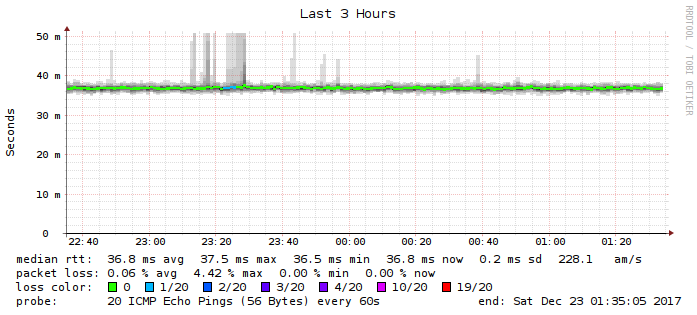 Last 3 Hours
RRDTOOL / TOBI OETIKER
Seconds
50 m
40 m
30 m
20 m
10 m
0
22:40 23:00 23:20 23:40 00:00 00:20 00:40 01:00 01:20
median rtt: 36.8 ms avg 37.5 ms max 36.5 ms min 36.8 ms now 0.2 ms sd 228.1 am/s
packet loss: 0.06 % avg 4.42 % max 0.00 % min 0.00 % now
loss color: 0 1/20 2/20 3/20 4/20 10/20 19/20
probe: 20 ICMP Echo Pings (56 Bytes) every 60s end: Sat Dec 23 01:35:05 2017